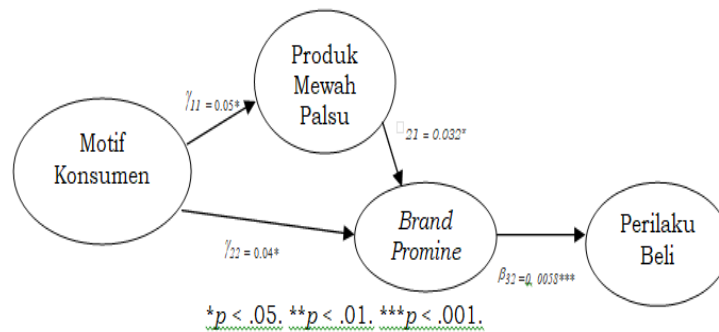 Produk
Mewah
Palsu
γ11 = 0.05*
Motif
Konsumen
□21 = 0.032*
Brand
Promine
Perilaku
Beli
γ22 = 0.04*
β32=0, 0058***
*p < .05. **p < .01. ***p < .001.